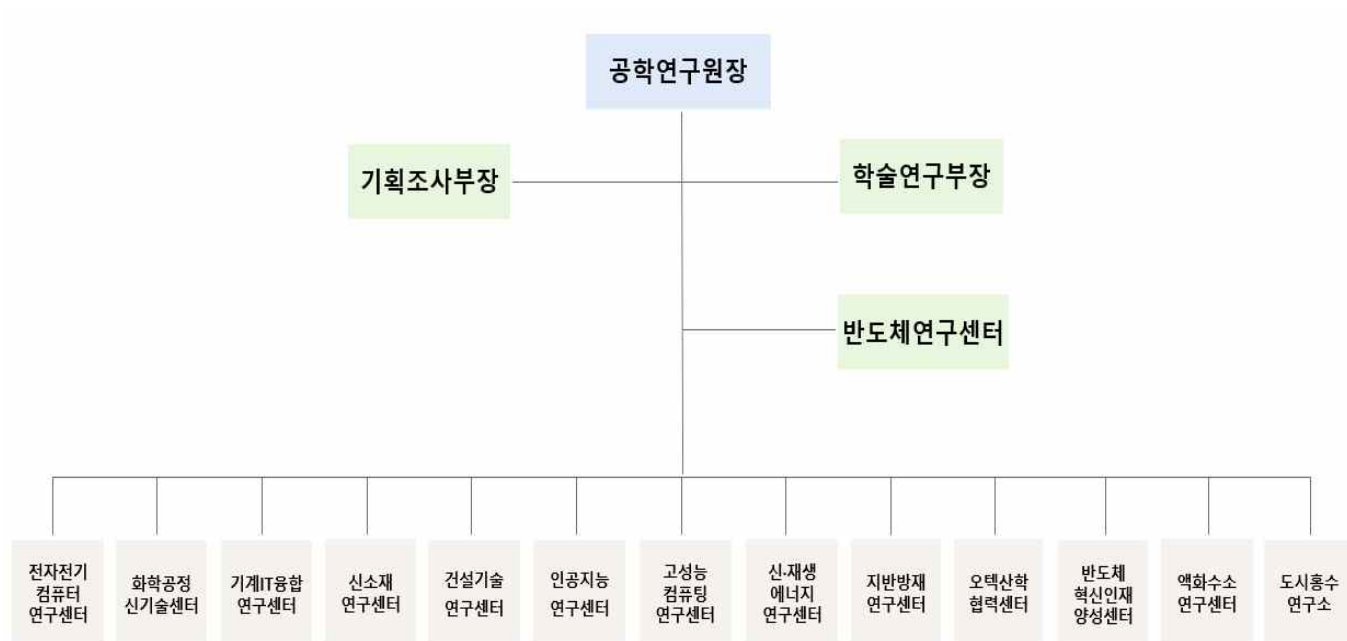 공학연구원장
기획조사부장
학술연구부장
반도체연구센터
전자전기
컴퓨터
연구센터
화학공정
신기술센터
기계IT융합
연구센터
신소재
연구센터
건설기술
연구센터
인공지능
연구센터
고성능
컴퓨팅
연구센터
신·재생
에너지
연구센터
지반방재
연구센터
오텍산학
협력센터
반도체
혁신인재
양성센터
액화수소
연구센터
도시홍수
연구소